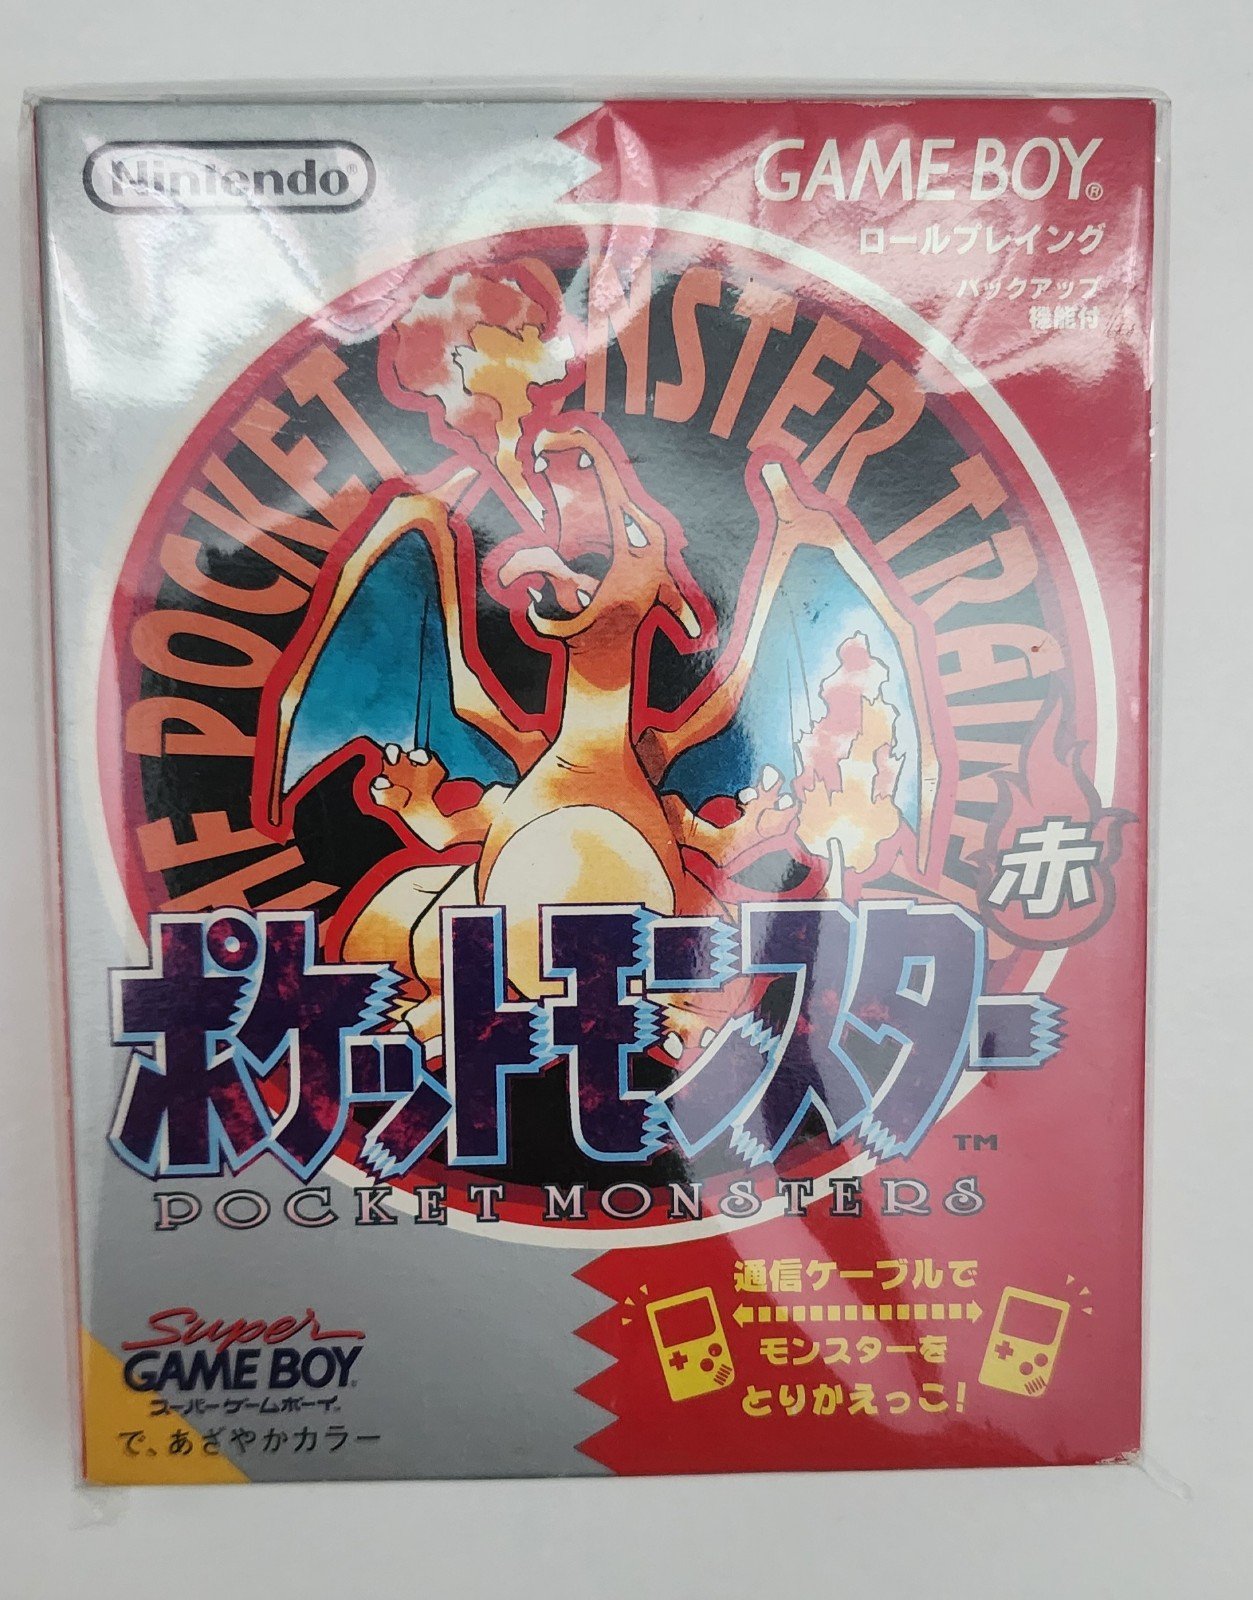 Nintendo®
GAME BOY®
ロールプレイング
バックアップ
機能付
POCKET MONSTER
赤
ポケットモンスター
TM
POCKET MONSTERS
通信ケーブルで
モンスターを
とりかえっこ!
Super
GAME BOY
スーパーゲームボーイ
で、あざやかカラー